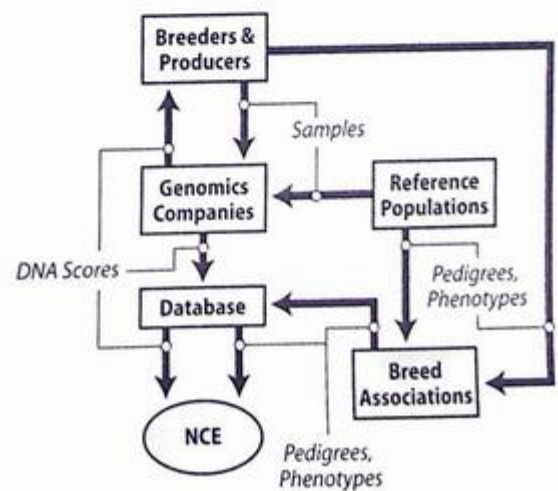 Breeders &
Producers
Samples
Genomics
Companies
Reference
Populations
DNA Scores
Pedigrees,
Phenotypes
Database
Breed
Associations
NCE
Pedigrees,
Phenotypes